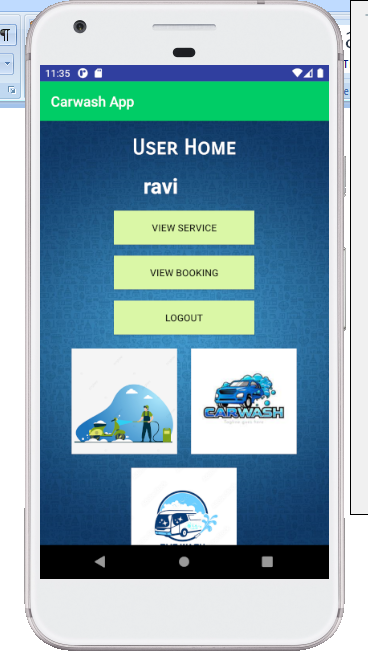 11:35
Carwash App
User Home
ravi
VIEW SERVICE
VIEW BOOKING
LOGOUT
CARWASH